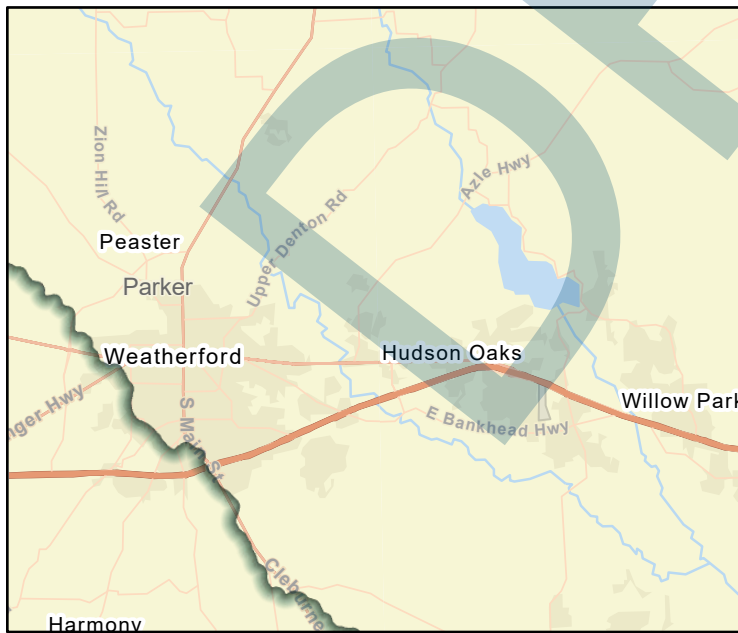 Zion Hill Rd
Azle Hwy
Upper Denton Rd
Peaster
Parker
Weatherford
Hudson Oaks
Willow Park
nger Hwy
S Main St
E Bankhead Hwy
Cleburne
Harmony